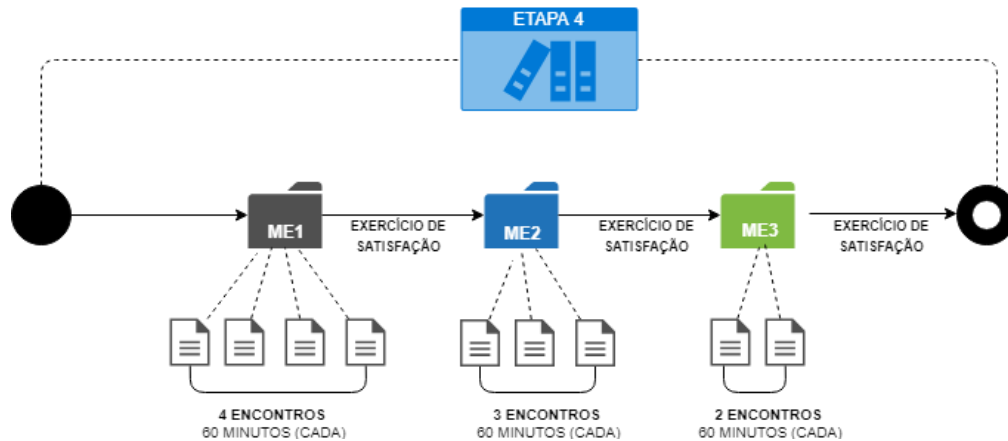 ETAPA 4
ME1
EXERCÍCIO DE
SATISFAÇÃO
ME2
EXERCÍCIO DE
SATISFAÇÃO
ME3
EXERCÍCIO DE
SATISFAÇÃO
4 ENCONTROS
60 MINUTOS (CADA)
3 ENCONTROS
60 MINUTOS (CADA)
2 ENCONTROS
60 MINUTOS (CADA)